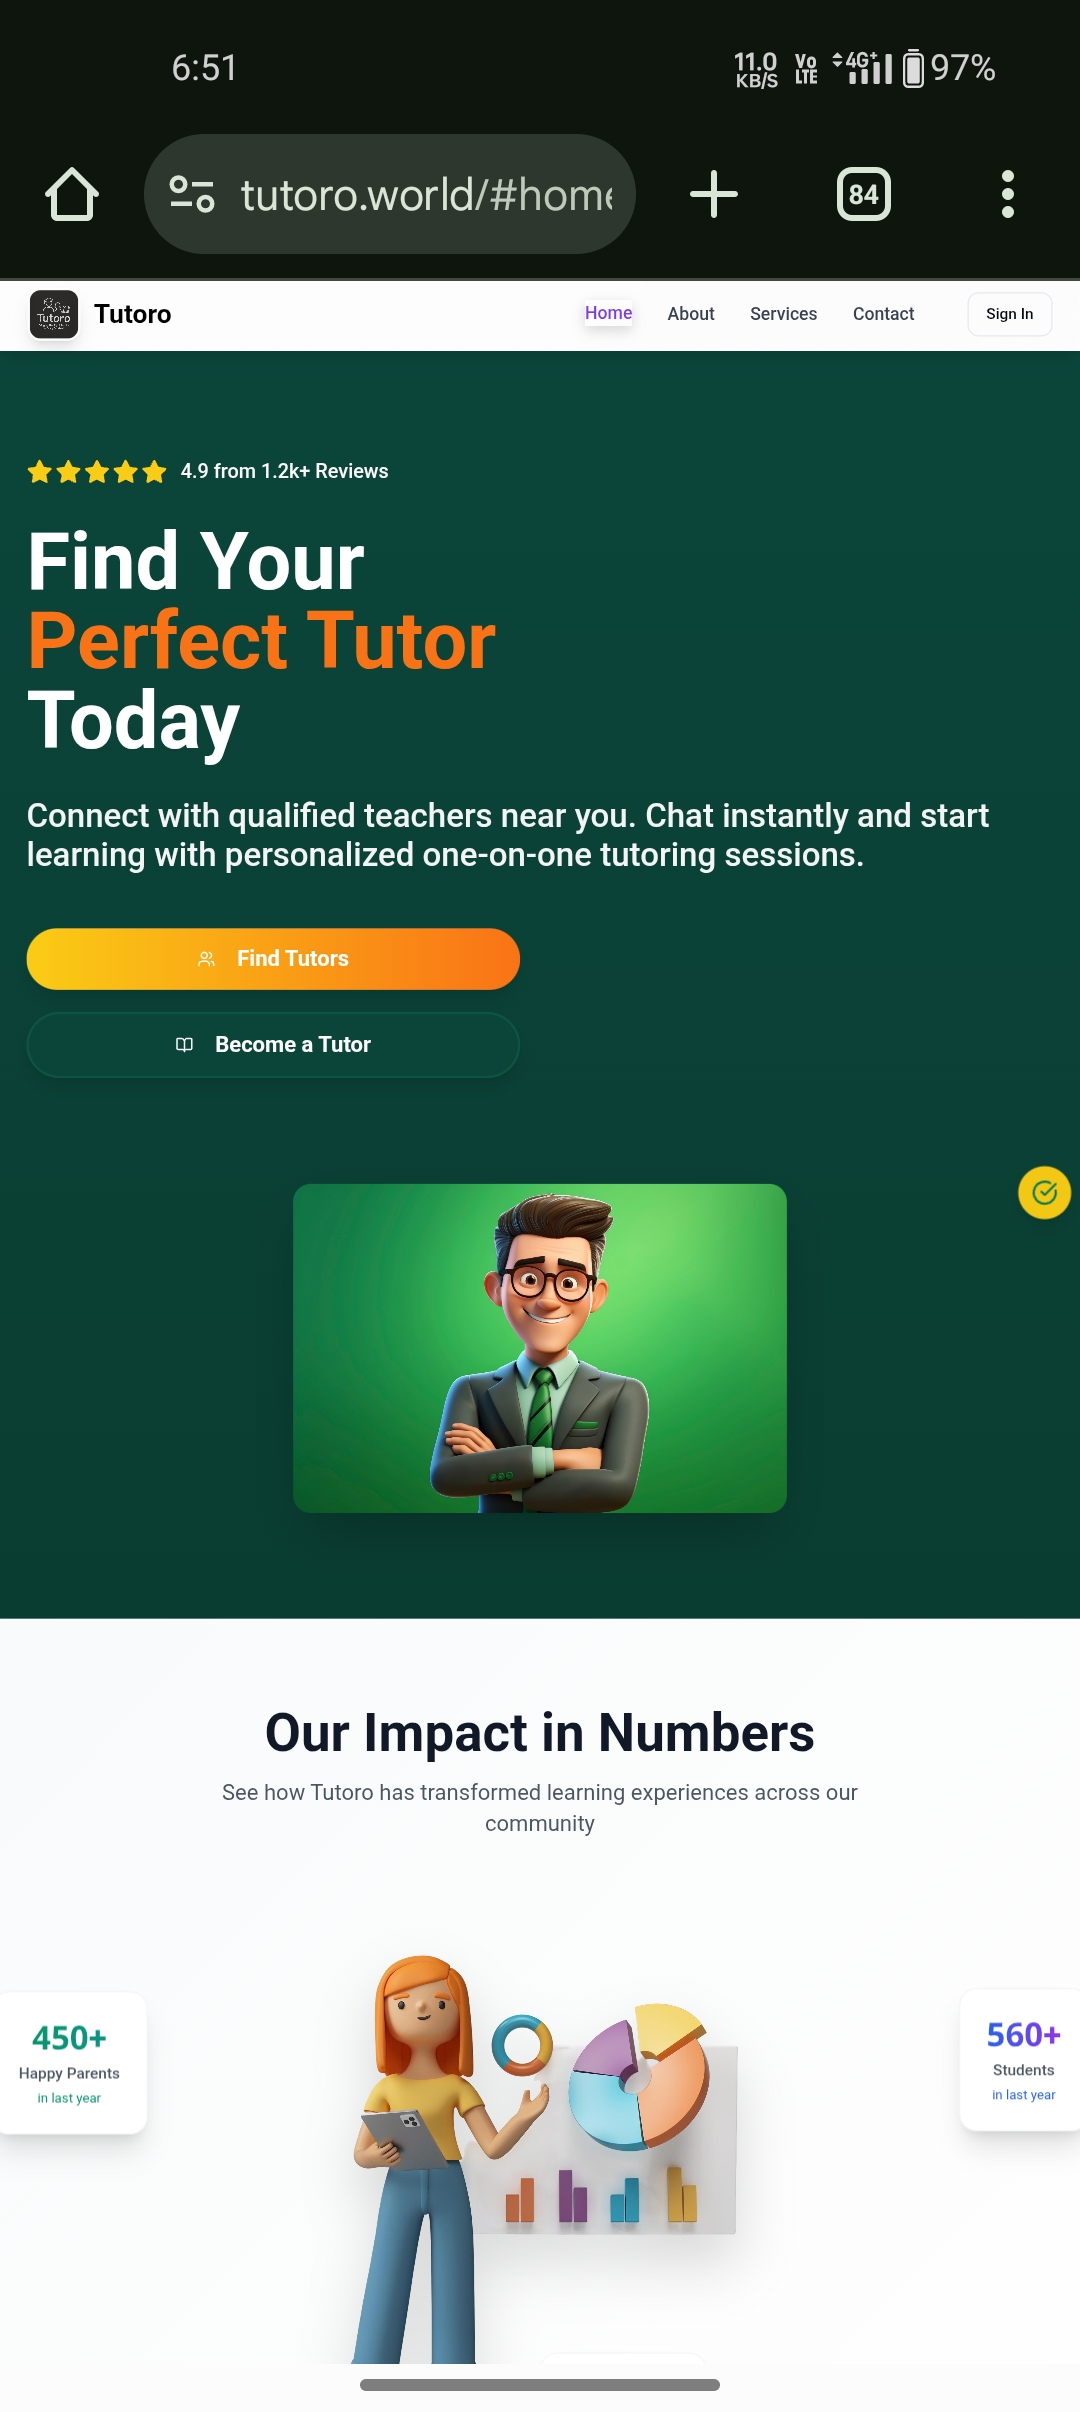 6:51
11.0
KB/S
Vo
LTE
4G+
97%
tutoro.world/#home
84
Tutoro
Tutoro
Home
About
Services
Contact
Sign In
4.9 from 1.2k+ Reviews
Find Your
Perfect Tutor
Today
Connect with qualified teachers near you. Chat instantly and start
learning with personalized one-on-one tutoring sessions.
Find Tutors
Become a Tutor
Our Impact in Numbers
See how Tutoro has transformed learning experiences across our
community
450+
Happy Parents
in last year
560+
Students
in last year